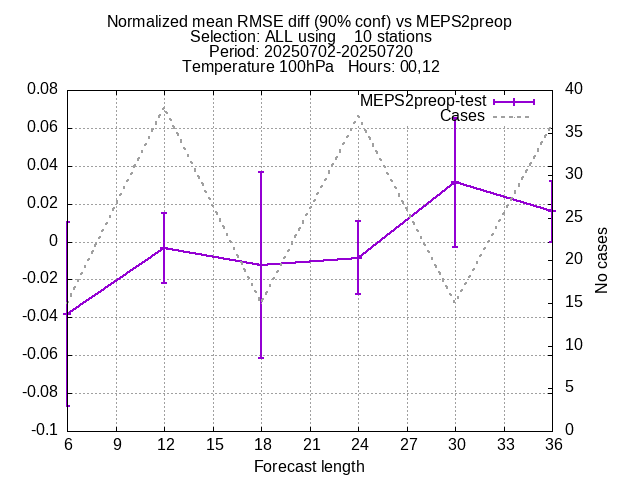 Normalized mean RMSE diff (90% conf) vs MEPS2preop
Selection: ALL using    10 stations
Period: 20250702-20250720
Temperature 100hPa   Hours: 00,12
MEPS2preop-test
Cases
0.08
0.06
0.04
0.02
0
-0.02
-0.04
-0.06
-0.08
-0.1
40
35
30
25
20
15
10
5
0
No cases
6 9 12 15 18 21 24 27 30 33 36
Forecast length